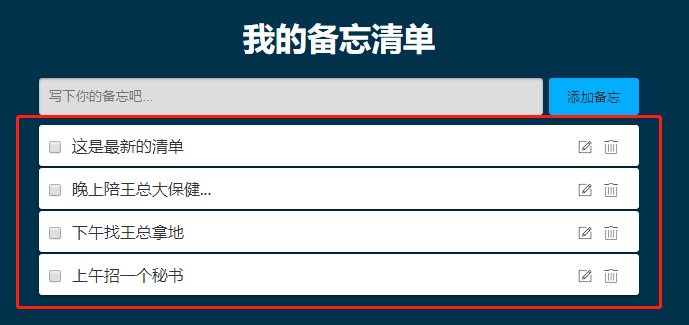 我的备忘清单
写下你的备忘吧...
添加备忘
这是最新的清单
晚上陪王总大保健...
下午找王总拿地
上午招一个秘书